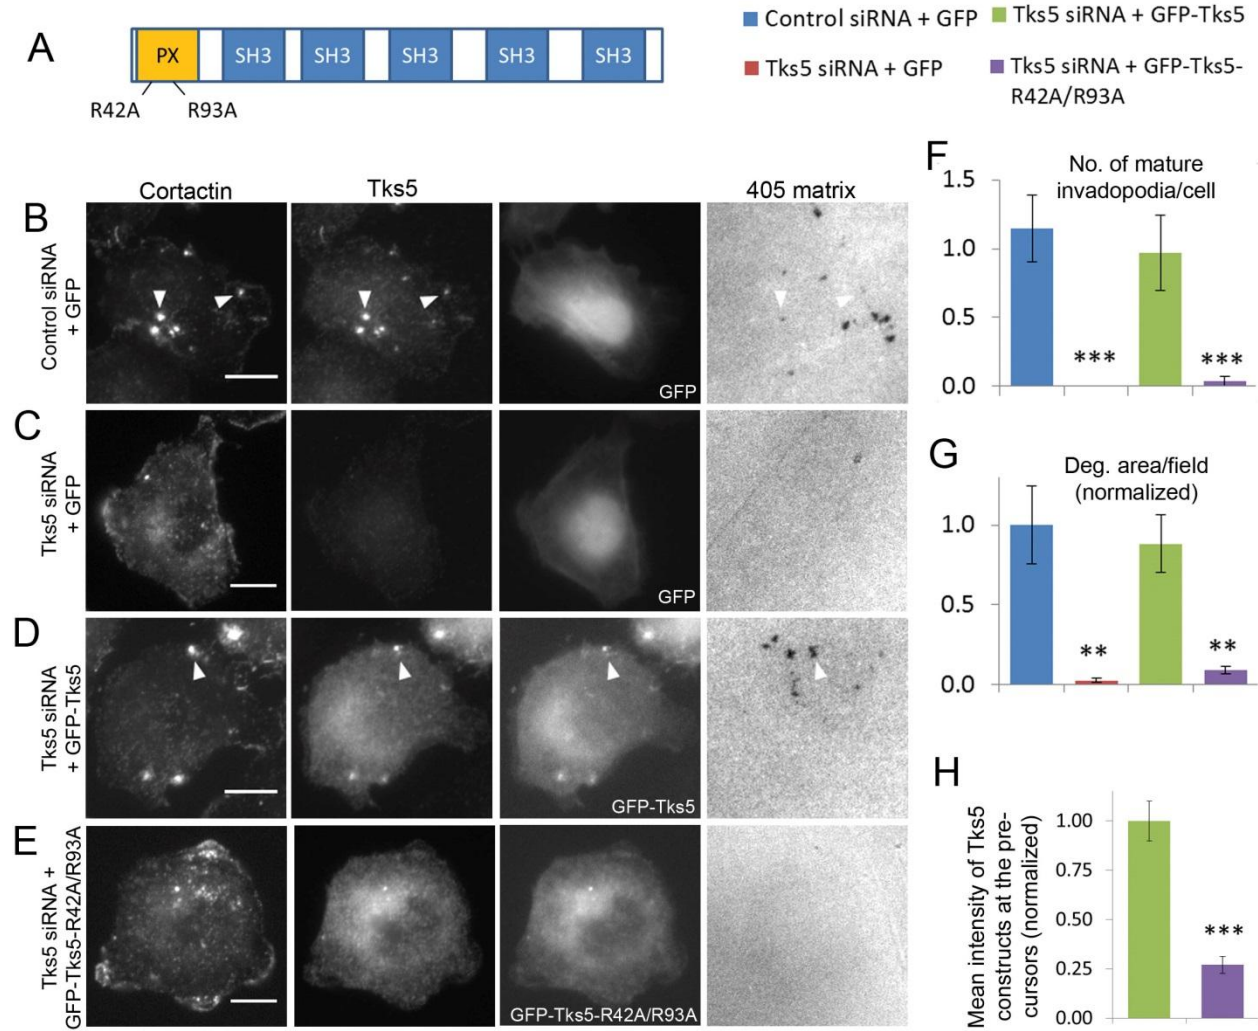 A
PX
SH3
SH3
SH3
SH3
SH3
R42A
R93A
Control siRNA + GFP
Tks5 siRNA + GFP-Tks5
Tks5 siRNA + GFP
Tks5 siRNA + GFP-Tks5-
R42A/R93A
Cortactin
Tks5
405 matrix
B
Control siRNA
+ GFP
GFP
C
Tks5 siRNA
+ GFP
GFP
D
Tks5 siRNA
+ GFP-Tks5
GFP-Tks5
E
Tks5 siRNA +
GFP-Tks5-R42A/R93A
GFP-Tks5-R42A/R93A
F
No. of mature
invadopodia/cell
1.5
1.0
0.5
0.0
***
***
G
Deg. area/field
(normalized)
1.0
0.5
0.0
**
**
H
Mean intensity of Tks5
constructs at the pre-
cursors (normalized)
1.00
0.75
0.50
0.25
0.00
***